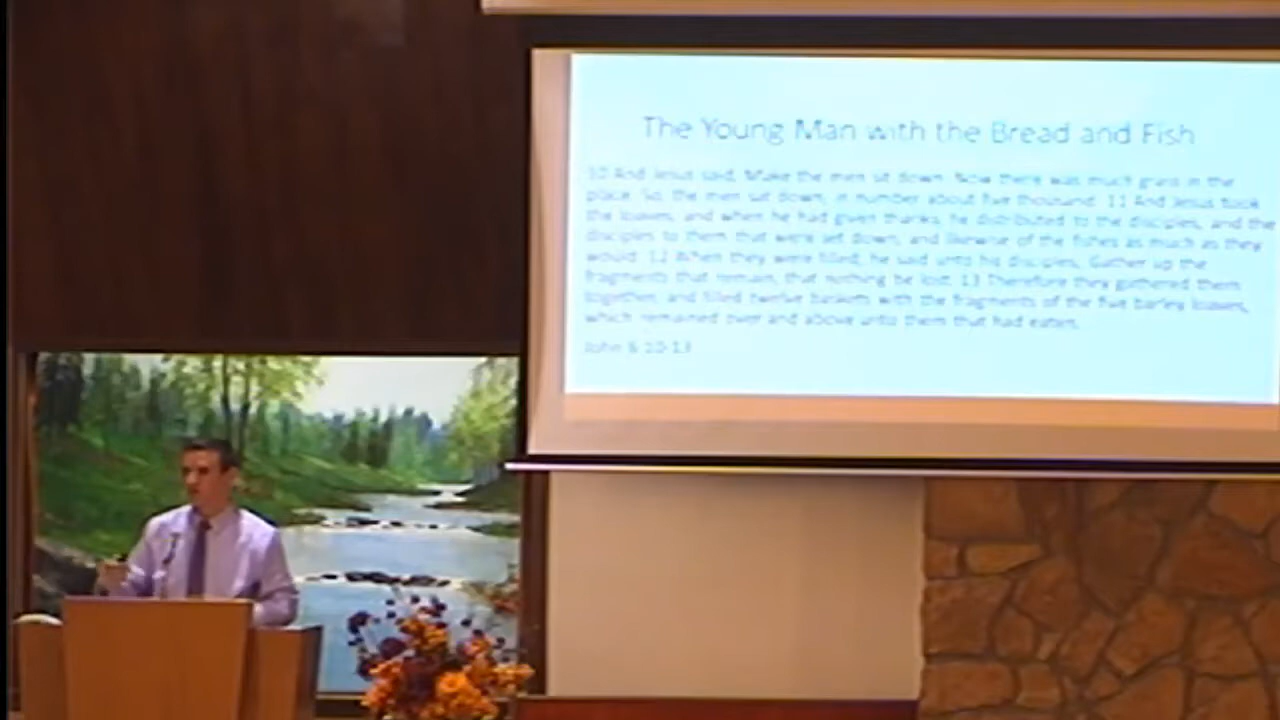 The Young Man with the Bread and Fish
10 And Jesus said, Make the men sit down. Now there was much grass in the
place. So, the men sat down, in number about five thousand. 11 And Jesus took
the loaves, and when he had given thanks, he distributed to the disciples, and the
disciples to them that were set down, and likewise of the fishes as much as they
would. 12 When they were filled, he said unto his disciples, Gather up the
fragments that remain, that nothing be lost. 13 Therefore they gathered them
together, and filled twelve baskets with the fragments of the five barley loaves,
which remained over and above unto them that had eaten.
John 6:10-13